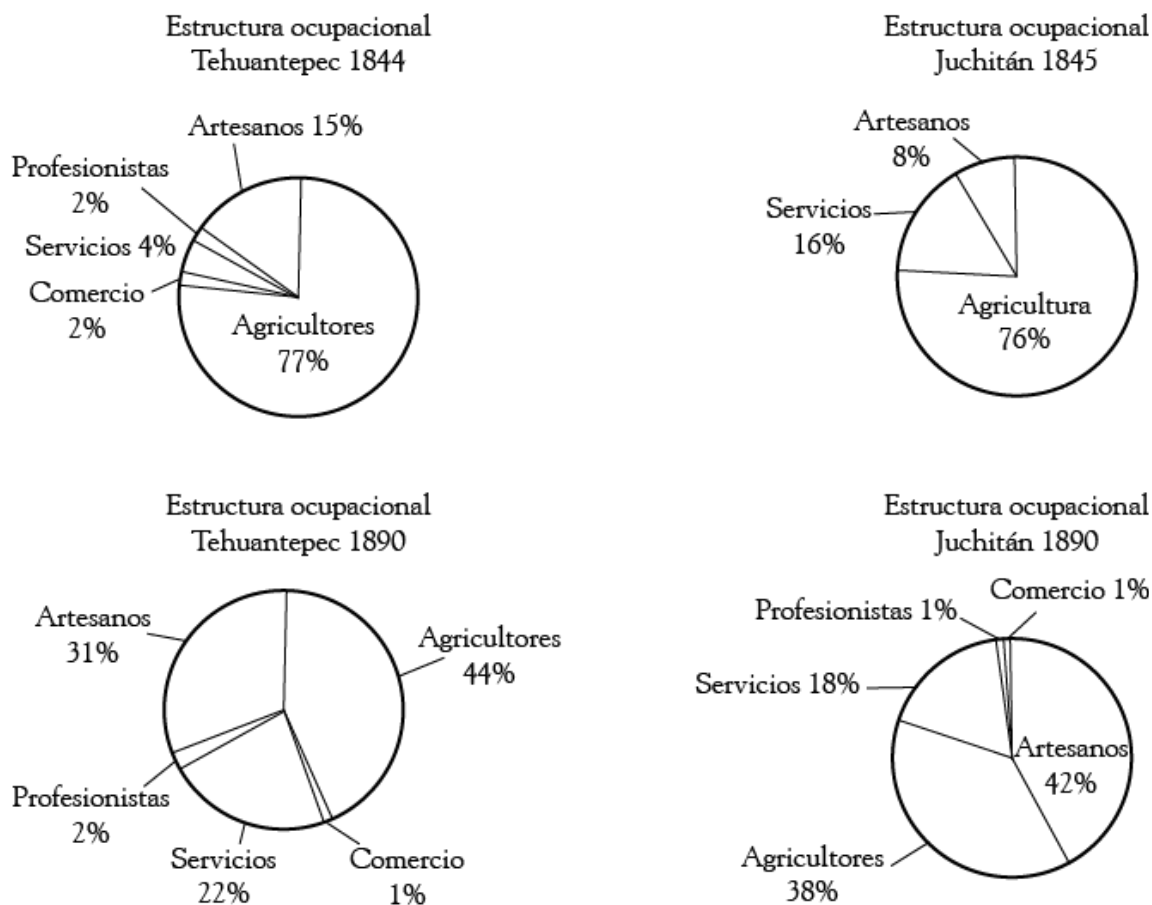 Estructura ocupacional
Tehuantepec 1844
Artesanos 15%
Profesionistas
2%
Servicios 4%
Comercio
2%
Agricultores
77%
Estructura ocupacional
Juchitán 1845
Artesanos
8%
Servicios
16%
Agricultura
76%
Estructura ocupacional
Tehuantepec 1890
Artesanos
31%
Agricultores
44%
Profesionistas
2%
Servicios
22%
Comercio
1%
Estructura ocupacional
Juchitán 1890
Comercio 1%
Profesionistas 1%
Servicios 18%
Artesanos
42%
Agricultores
38%